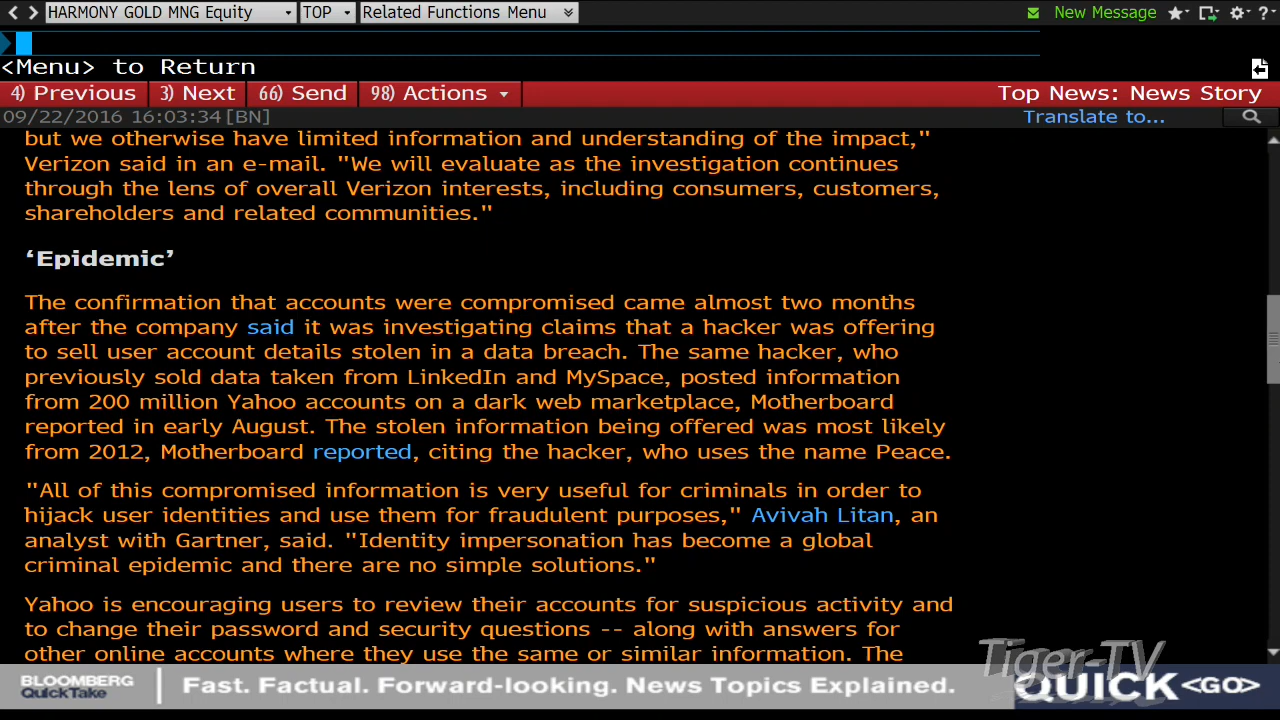 HARMONY GOLD MNG Equity TOP Related Functions Menu New Message ?
<Menu> to Return
4) Previous 3) Next 66) Send 98) Actions Top News: News Story
09/22/2016 16:03:34 [BN] Translate to...
but we otherwise have limited information and understanding of the impact,"
Verizon said in an e-mail. "We will evaluate as the investigation continues
through the lens of overall Verizon interests, including consumers, customers,
shareholders and related communities."
‘Epidemic’
The confirmation that accounts were compromised came almost two months
after the company said it was investigating claims that a hacker was offering
to sell user account details stolen in a data breach. The same hacker, who
previously sold data taken from LinkedIn and MySpace, posted information
from 200 million Yahoo accounts on a dark web marketplace, Motherboard
reported in early August. The stolen information being offered was most likely
from 2012, Motherboard reported, citing the hacker, who uses the name Peace.
"All of this compromised information is very useful for criminals in order to
hijack user identities and use them for fraudulent purposes," Avivah Litan, an
analyst with Gartner, said. "Identity impersonation has become a global
criminal epidemic and there are no simple solutions."
Yahoo is encouraging users to review their accounts for suspicious activity and
to change their password and security questions -- along with answers for
other online accounts where they use the same or similar information. The
Tiger-TV
BLOOMBERG
QuickTake
Fast. Factual. Forward-looking. News Topics Explained.
QUICK <GO>